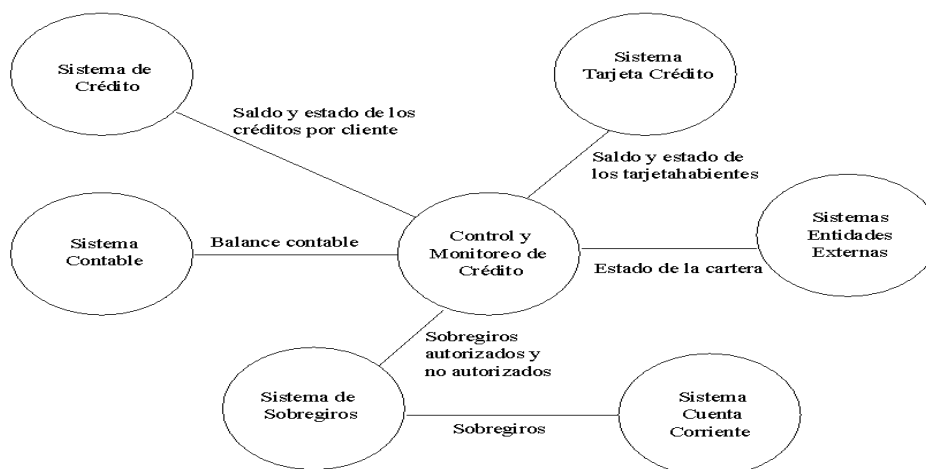 Sistema de
Crédito
Sistema
Tarjeta Crédito
Saldo y estado de los
créditos por cliente
Saldo y estado de
los tarjetahabientes
Sistema
Contable
Balance contable
Control y
Monitoreo de
Crédito
Estado de la cartera
Sistemas
Entidades
Externas
Sobregiros
autorizados y
no autorizados
Sistema de
Sobregiros
Sobregiros
Sistema
Cuenta
Corriente